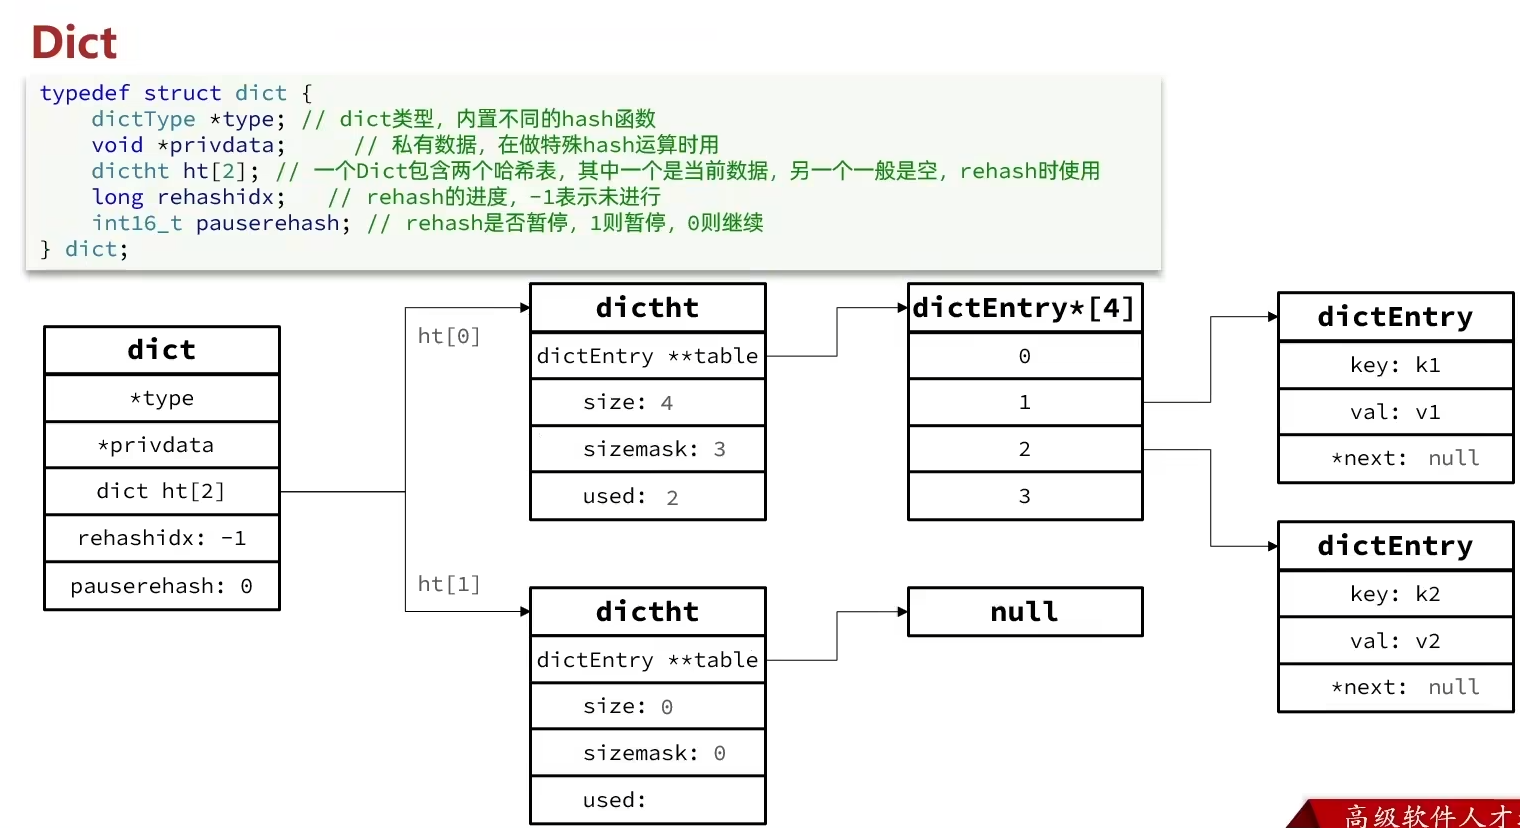 Dict
typedef struct dict {
dictType *type; // dict类型，内置不同的hash函数
void *privdata; // 私有数据，在做特殊hash运算时用
dictht ht[2]; // 一个Dict包含两个哈希表，其中一个是当前数据，另一个一般是空，rehash时使用
long rehashidx; // rehash的进度，-1表示未进行
int16_t pauserehash; // rehash是否暂停，1则暂停，0则继续
} dict;
dict
*type
*privdata
dict ht[2]
rehashidx: -1
pauserehash: 0
ht[0]
dictht
dictEntry **table
size: 4
sizemask: 3
used: 2
dictEntry*[4]
0
1
2
3
dictEntry
key: k1
val: v1
*next: null
dictEntry
key: k2
val: v2
*next: null
ht[1]
dictht
dictEntry **table
size: 0
sizemask: 0
used:
null
高级软件人才